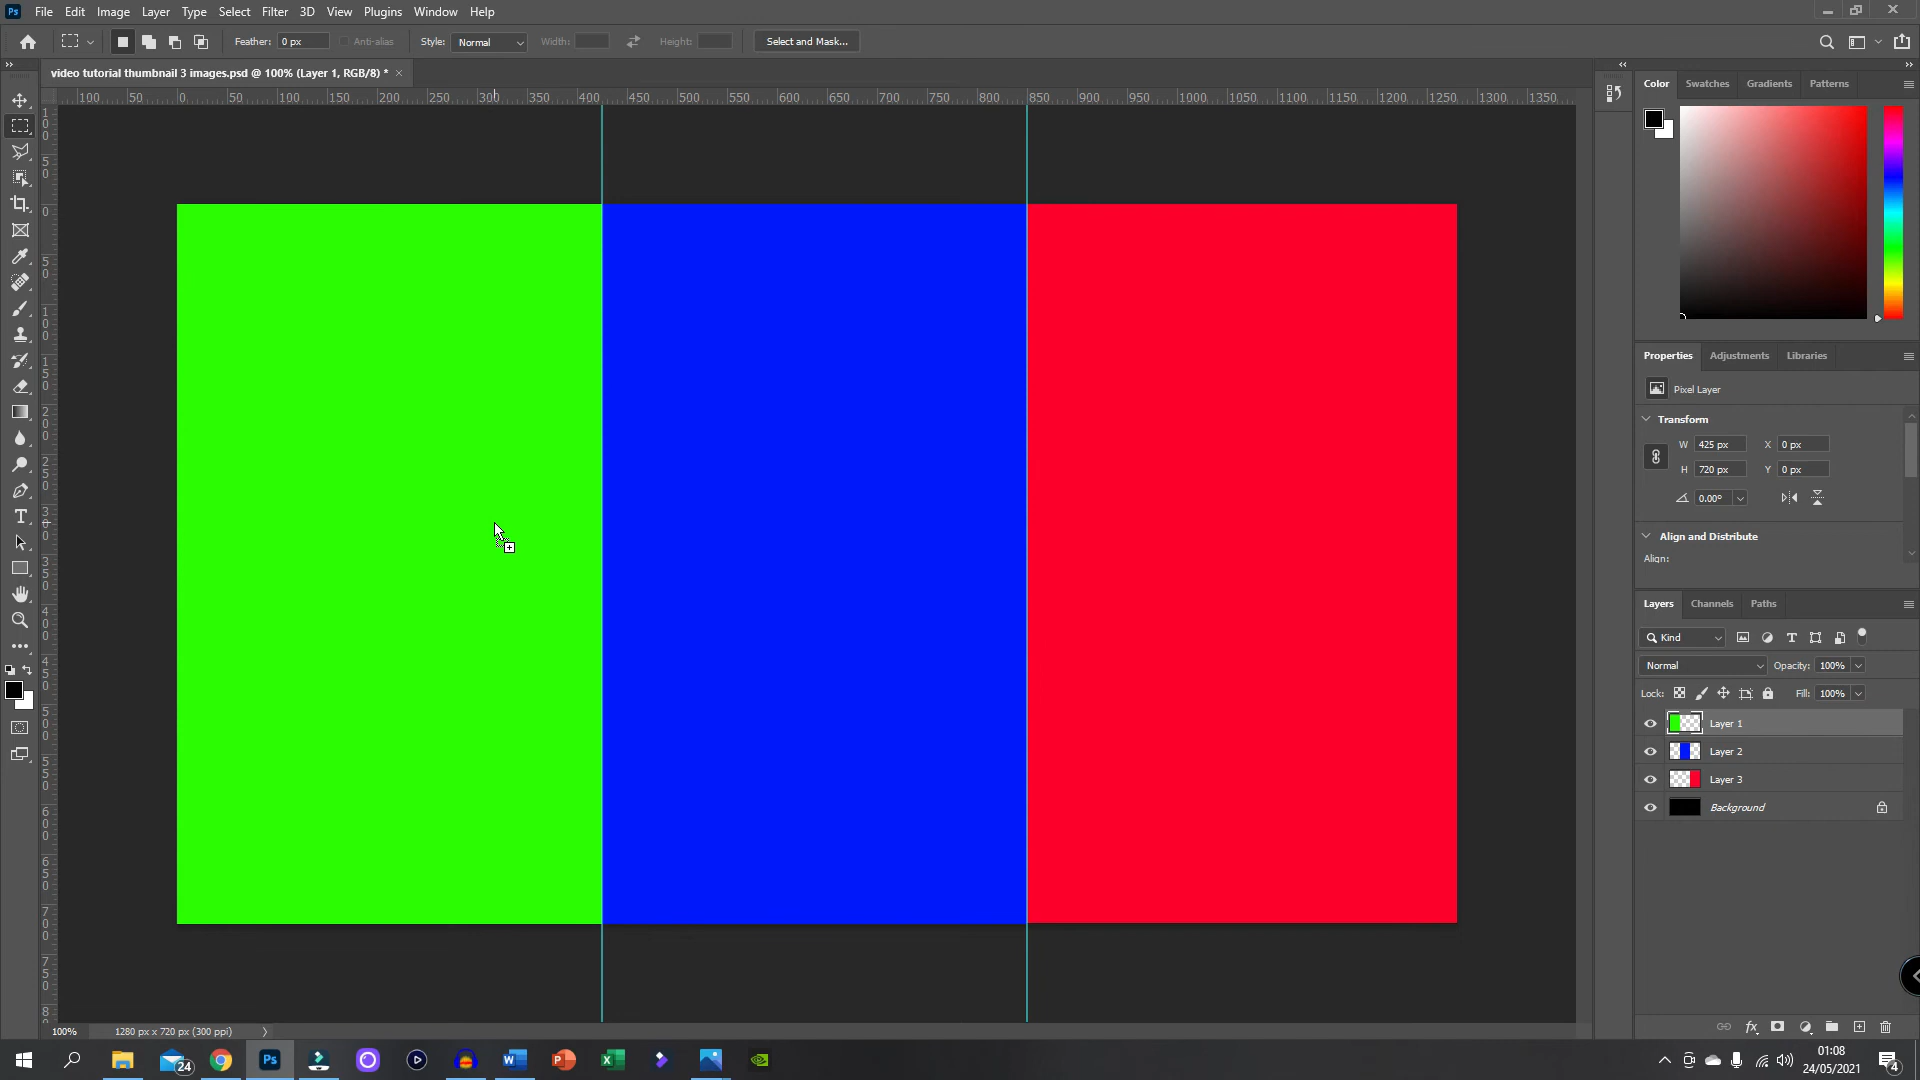 Ps File Edit Image Layer Type Select Filter 3D View Plugins Window Help
Feather: 0 px Anti-alias Style: Normal Width: Height: Select and Mask...
video tutorial thumbnail 3 images.psd @ 100% (Layer 1, RGB/8) *
100 50 0 50 100 150 200 250 300 350 400 450 500 550 600 650 700 750 800 850 900 950 1000 1050 1100 1150 1200 1250 1300 1350
Color Swatches Gradients Patterns
Properties Adjustments Libraries
Pixel Layer
Transform
W 425 px X 0 px
H 720 px Y 0 px
0.00°
Align and Distribute
Align:
Layers Channels Paths
Kind
Normal Opacity: 100%
Lock: Fill: 100%
Layer 1
Layer 2
Layer 3
Background
100% 1280 px x 720 px (300 ppi)
24 Ps
01:08
24/05/2021
4